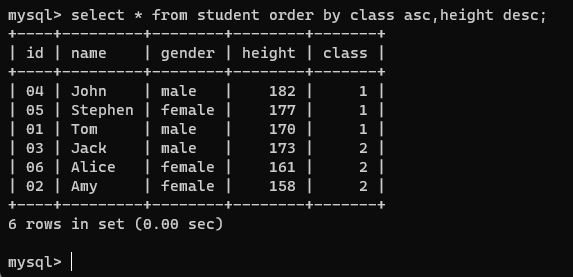 mysql> select * from student order by class asc,height desc;
+----+---------+--------+--------+-------+
| id | name    | gender | height | class |
+----+---------+--------+--------+-------+
| 04 | John    | male   |    182 |     1 |
| 05 | Stephen | female |    177 |     1 |
| 01 | Tom     | male   |    170 |     1 |
| 03 | Jack    | male   |    173 |     2 |
| 06 | Alice   | female |    161 |     2 |
| 02 | Amy     | female |    158 |     2 |
+----+---------+--------+--------+-------+
6 rows in set (0.00 sec)
mysql>